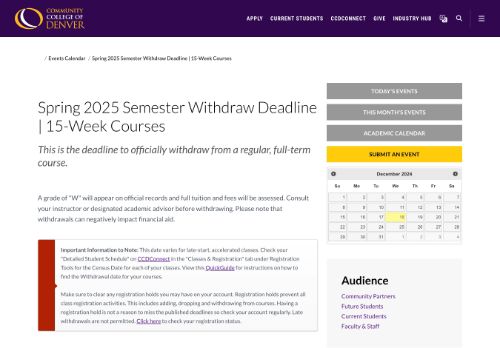 COMMUNITY
COLLEGE OF
DENVER
APPLY CURRENT STUDENTS CCDCONNECT GIVE INDUSTRY HUB
/ Events Calendar / Spring 2025 Semester Withdraw Deadline | 15-Week Courses
Spring 2025 Semester Withdraw Deadline
| 15-Week Courses
This is the deadline to officially withdraw from a regular, full-term
course.
A grade of "W" will appear on official records and full tuition and fees will be assessed. Consult
your instructor or designated academic advisor before withdrawing. Please note that
withdrawals can negatively impact financial aid.
Important Information to Note: This date varies for late-start, accelerated classes. Check your
"Detailed Student Schedule" on CCDConnect in the "Classes & Registration" tab under Registration
Tools for the Census Date for each of your classes. View this QuickGuide for instructions on how to
find the Withdrawal date for your courses.
Make sure to clear any registration holds you may have on your account. Registration holds prevent all
class registration activities. This includes adding, dropping and withdrawing from courses. Having a
registration hold is not a reason to miss the published deadlines so check your account regularly. Late
withdrawals are not permitted. Click here to check your registration status.
TODAY'S EVENTS
THIS MONTH'S EVENTS
ACADEMIC CALENDAR
SUBMIT AN EVENT
December 2024
Su Mo Tu We Th Fr Sa
1 2 3 4 5 6 7
8 9 10 11 12 13 14
15 16 17 18 19 20 21
22 23 24 25 26 27 28
29 30 31 1 2 3 4
Audience
Community Partners
Future Students
Current Students
Faculty & Staff